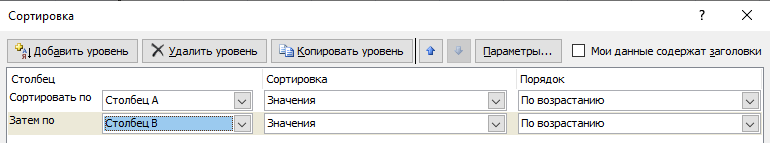 Сортировка
Добавить уровень Удалить уровень Копировать уровень Параметры... Мои данные содержат заголовки
Столбец Сортировка Порядок
Сортировать по Столбец A Значения По возрастанию
Затем по Столбец B Значения По возрастанию